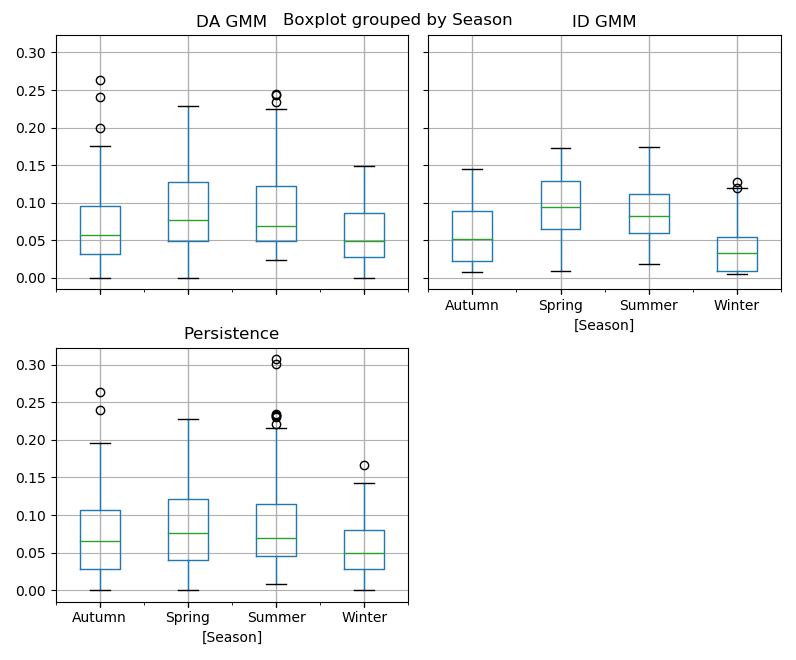 Boxplot grouped by Season
DA GMM
0.30
0.25
0.20
0.15
0.10
0.05
0.00
ID GMM
Autumn Spring Summer Winter
[Season]
Persistence
0.30
0.25
0.20
0.15
0.10
0.05
0.00
Autumn Spring Summer Winter
[Season]